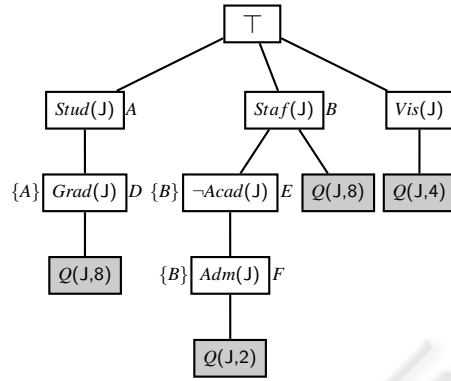 ⊤
Stud(J) A Staf(J) B Vis(J)
{A} Grad(J) D {B} ¬Acad(J) E Q(J,8) Q(J,4)
Q(J,8) {B} Adm(J) F
Q(J,2)